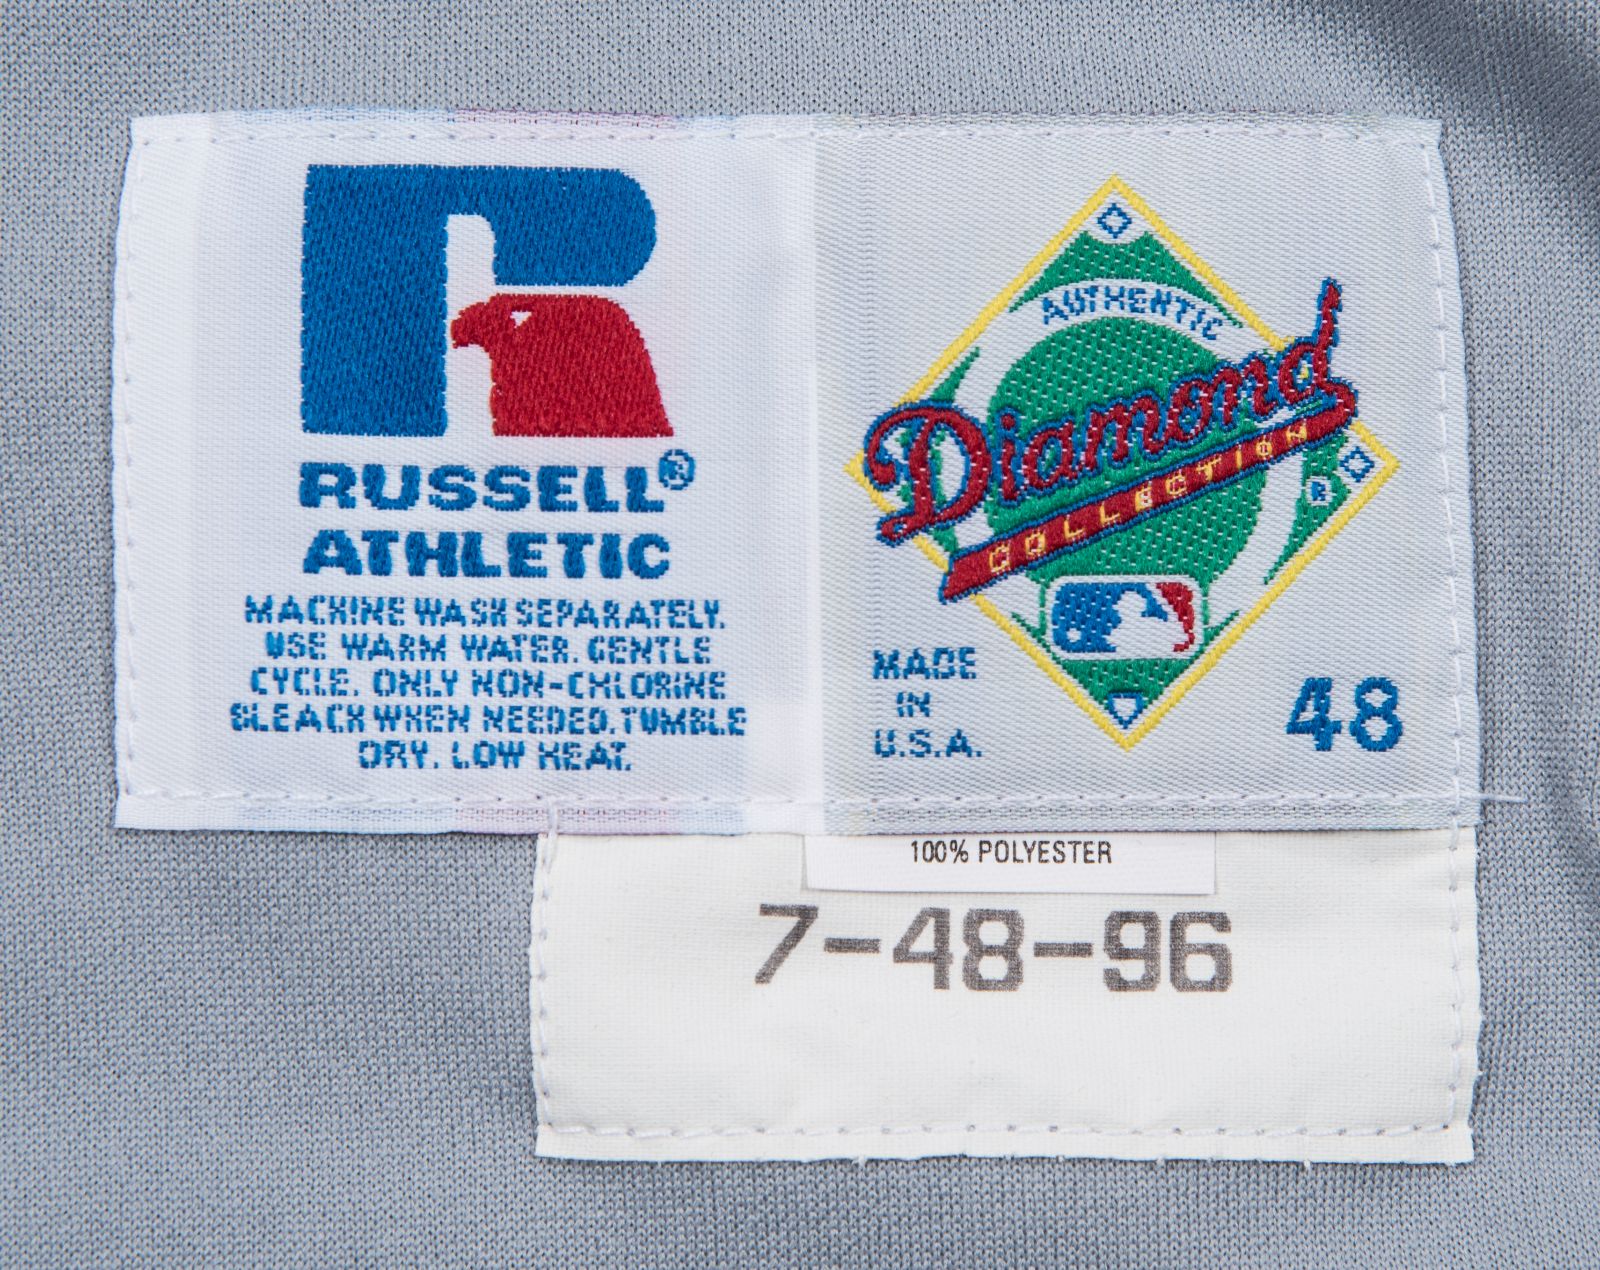 RUSSELL®
ATHLETIC
MACHINE WASH SEPARATELY.
USE WARM WATER. GENTLE
CYCLE. ONLY NON-CHLORINE
BLEACH WHEN NEEDED. TUMBLE
DRY. LOW HEAT.
AUTHENTIC
Diamond
COLLECTION
®
MADE
IN
U.S.A.
48
100% POLYESTER
7-48-96